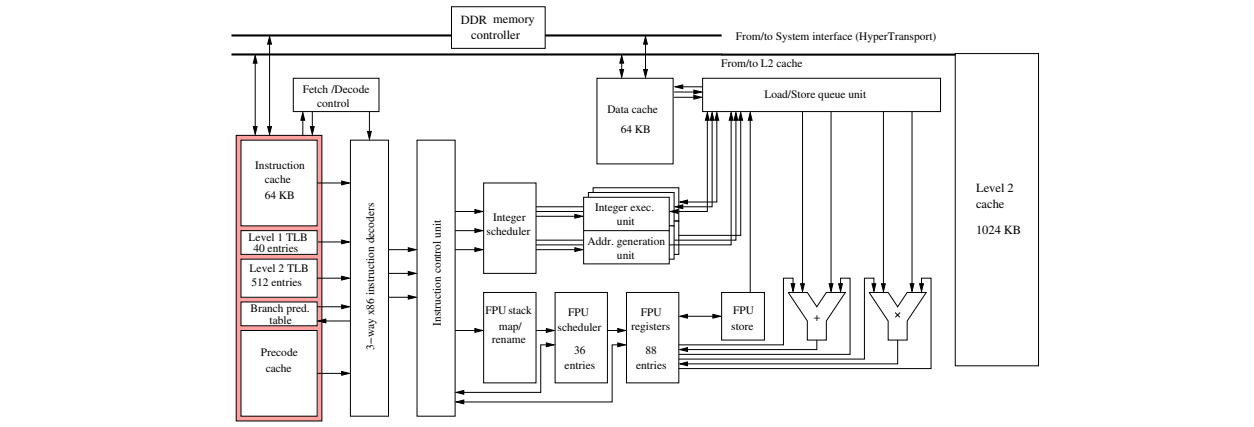 DDR memory
controller
From/to System interface (HyperTransport)
From/to L2 cache
Fetch /Decode
control
Data cache
64 KB
Load/Store queue unit
Instruction
cache
64 KB
Level 1 TLB
40 entries
Level 2 TLB
512 entries
Branch pred.
table
Precode
cache
3-way x86 instruction decoders
Instruction control unit
Integer
scheduler
Integer exec.
unit
Addr. generation
unit
Level 2
cache
1024 KB
FPU stack
map/
rename
FPU
scheduler
36
entries
FPU
registers
88
entries
FPU
store
+
×